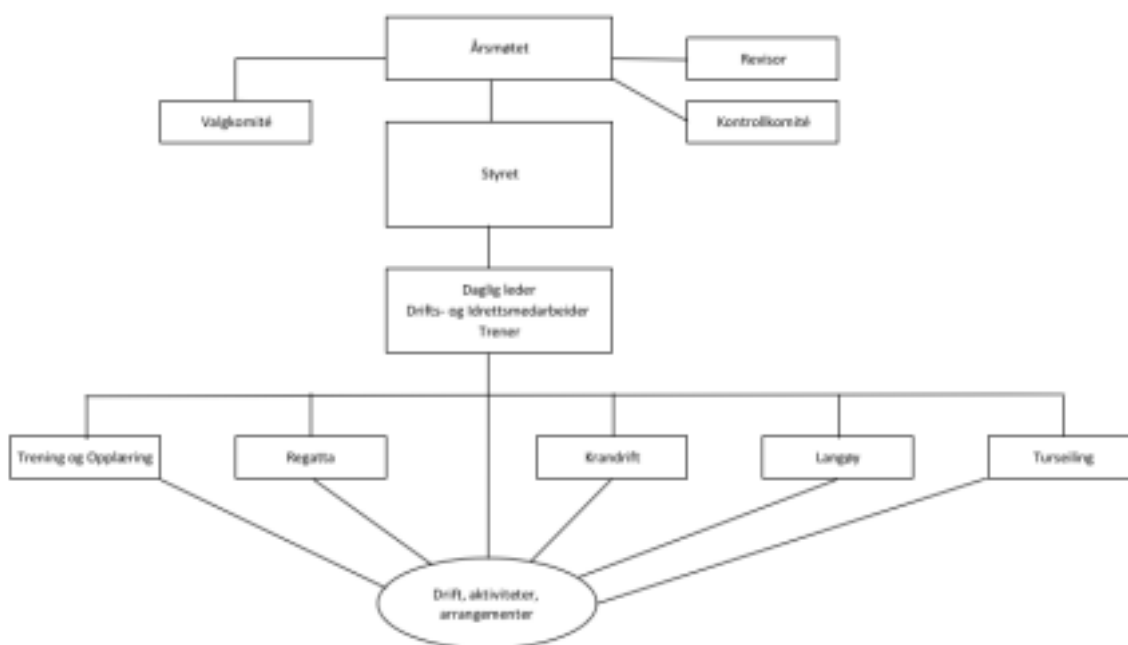 Årsmøtet
Revisor
Valgkomité
Kontrollkomité
Styret
Daglig leder
Drifts- og Idrettsmedarbeider
Trener
Trening og Opplæring
Regatta
Krandrift
Langøy
Turseiling
Drift, aktiviteter,
arrangementer